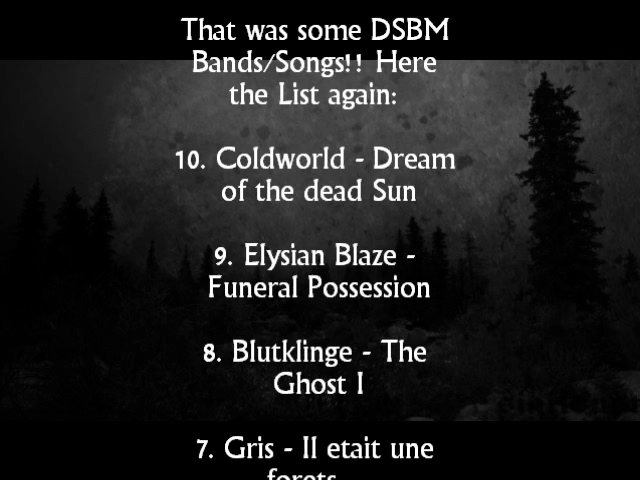 That was some DSBM
Bands/Songs!! Here
the List again:
10. Coldworld - Dream
of the dead Sun
9. Elysian Blaze -
Funeral Possession
8. Blutklinge - The
Ghost I
7. Gris - Il etait une
forets...